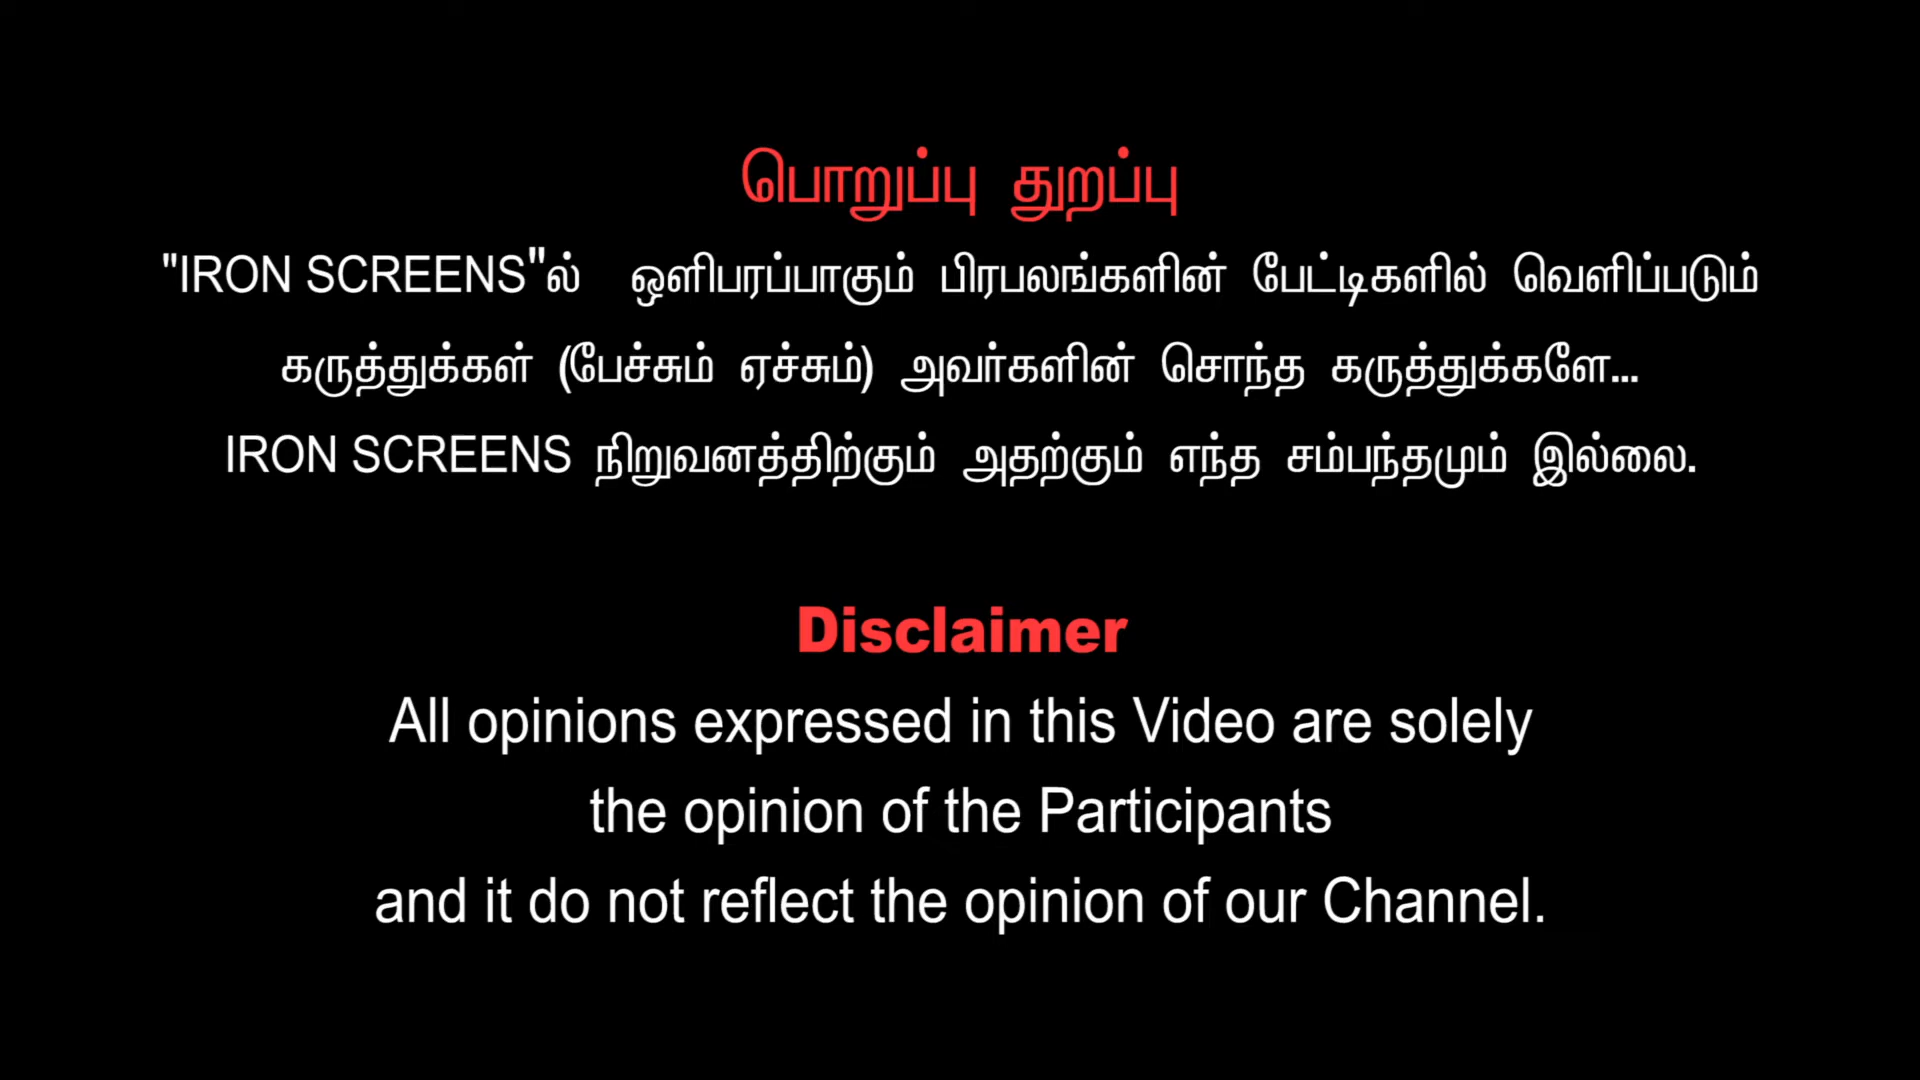 பொறுப்பு துறப்பு
"IRON SCREENS"ல் ஒளிபரப்பாகும் பிரபலங்களின் பேட்டிகளில் வெளிப்படும்
கருத்துக்கள் (பேச்சும் ஏச்சும்) அவர்களின் சொந்த கருத்துக்களே...
IRON SCREENS நிறுவனத்திற்கும் அதற்கும் எந்த சம்பந்தமும் இல்லை.
Disclaimer
All opinions expressed in this Video are solely
the opinion of the Participants
and it do not reflect the opinion of our Channel.